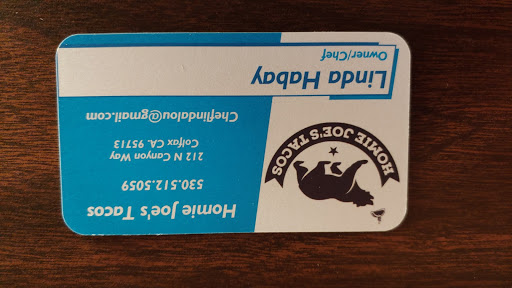 Homie Joe's Tacos
530.512.5059
212 N Canyon Way
Colfax CA, 95713
Cheflindalou@gmail.com
HOMIE JOE'S TACOS
Linda Habay
Owner/Chef